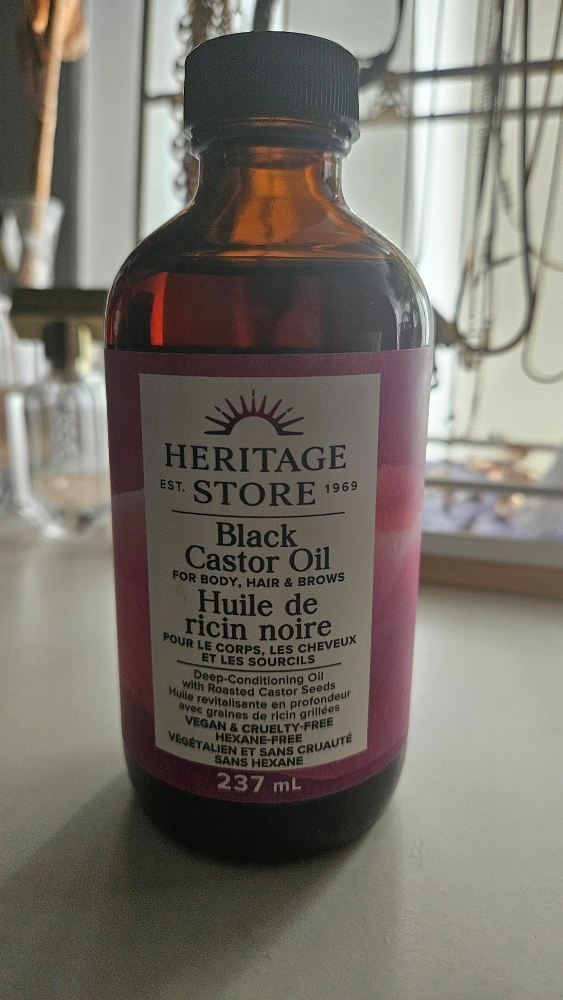 HERITAGE
EST. STORE 1969
Black
Castor Oil
FOR BODY, HAIR & BROWS
Huile de
ricin noire
POUR LE CORPS, LES CHEVEUX
ET LES SOURCILS
Deep-Conditioning Oil
with Roasted Castor Seeds
Huile revitalisante en profondeur
avec graines de ricin grillées
VEGAN & CRUELTY-FREE
HEXANE-FREE
VÉGÉTALIEN ET SANS CRUAUTÉ
SANS HEXANE
237 mL